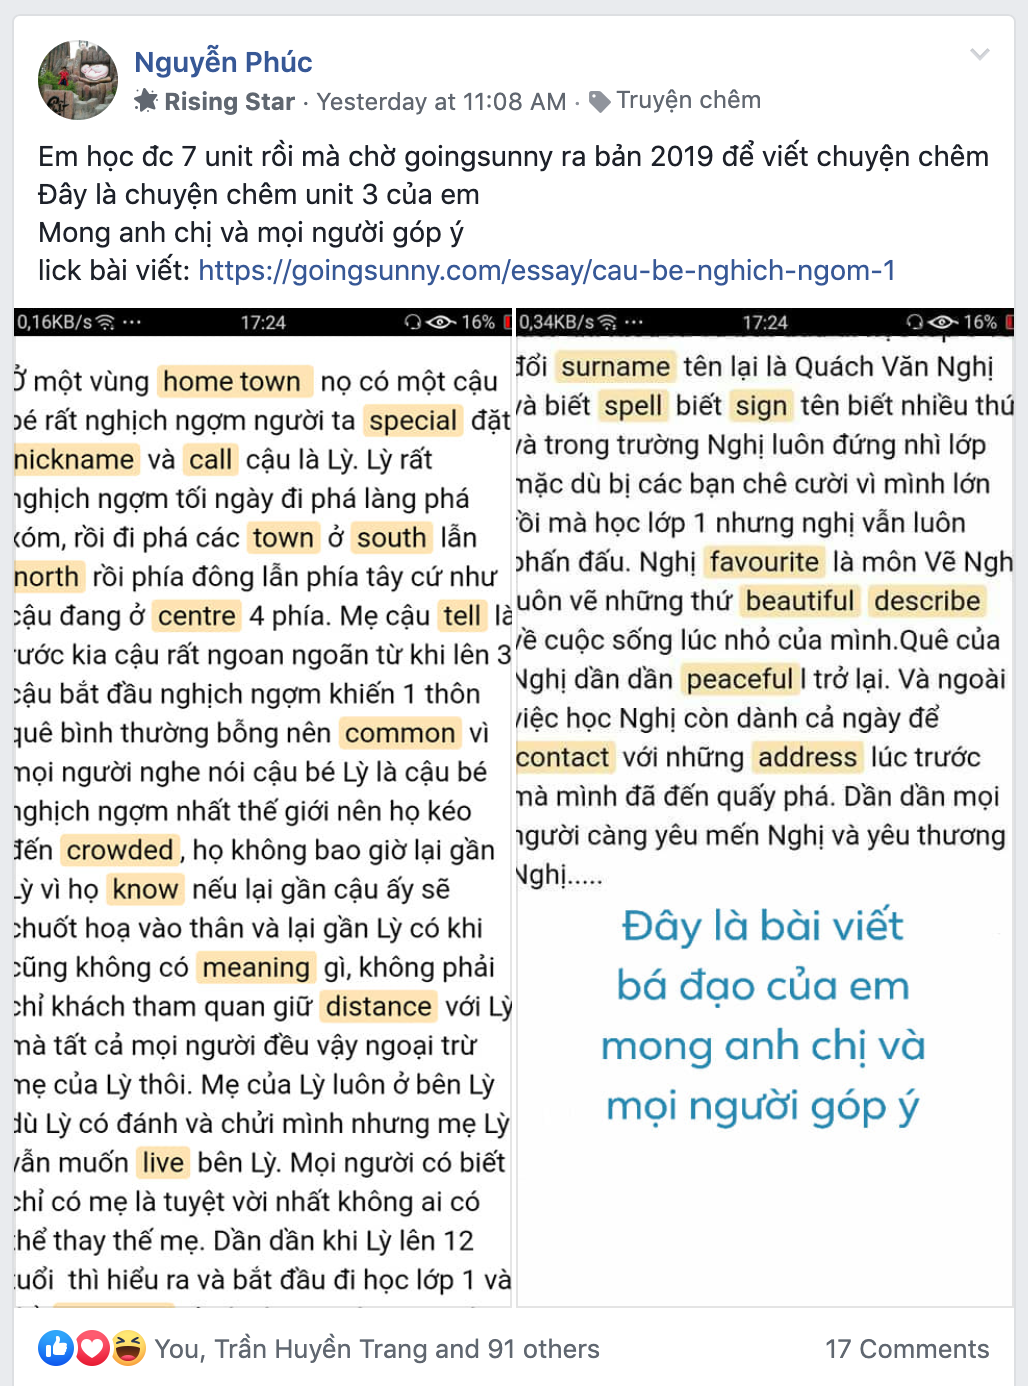 Nguyễn Phúc
Rising Star · Yesterday at 11:08 AM · Truyện chêm
Em học đc 7 unit rồi mà chờ goingsunny ra bản 2019 để viết chuyện chêm
Đây là chuyện chêm unit 3 của em
Mong anh chị và mọi người góp ý
lick bài viết: https://goingsunny.com/essay/cau-be-nghich-ngom-1
0,16KB/s ··· 17:24 16%
Ở một vùng home town nọ có một cậu
bé rất nghịch ngợm người ta special đặt
nickname và call cậu là Lỳ. Lỳ rất
nghịch ngợm tối ngày đi phá làng phá
xóm, rồi đi phá các town ở south lẫn
north rồi phía đông lẫn phía tây cứ như
cậu đang ở centre 4 phía. Mẹ cậu tell là
trước kia cậu rất ngoan ngoãn từ khi lên 3
cậu bắt đầu nghịch ngợm khiến 1 thôn
quê bình thường bỗng nên common vì
mọi người nghe nói cậu bé Lỳ là cậu bé
nghịch ngợm nhất thế giới nên họ kéo
đến crowded, họ không bao giờ lại gần
Lỳ vì họ know nếu lại gần cậu ấy sẽ
chuốt hoạ vào thân và lại gần Lỳ có khi
cũng không có meaning gì, không phải
chỉ khách tham quan giữ distance với Lỳ
mà tất cả mọi người đều vậy ngoại trừ
mẹ của Lỳ thôi. Mẹ của Lỳ luôn ở bên Lỳ
dù Lỳ có đánh và chửi mình nhưng mẹ Lỳ
vẫn muốn live bên Lỳ. Mọi người có biết
chỉ có mẹ là tuyệt vời nhất không ai có
thể thay thế mẹ. Dần dần khi Lỳ lên 12
tuổi thì hiểu ra và bắt đầu đi học lớp 1 và
0,34KB/s ··· 17:24 16%
đổi surname tên lại là Quách Văn Nghị
và biết spell biết sign tên biết nhiều thứ
và trong trường Nghị luôn đứng nhì lớp
mặc dù bị các bạn chê cười vì mình lớn
rồi mà học lớp 1 nhưng nghị vẫn luôn
phấn đấu. Nghị favourite là môn Vẽ Ngh
luôn vẽ những thứ beautiful describe
về cuộc sống lúc nhỏ của mình.Quê của
Nghị dần dần peaceful l trở lại. Và ngoài
việc học Nghị còn dành cả ngày để
contact với những address lúc trước
mà mình đã đến quấy phá. Dần dần mọi
người càng yêu mến Nghị và yêu thương
Nghị.....
Đây là bài viết
bá đạo của em
mong anh chị và
mọi người góp ý
You, Trần Huyền Trang and 91 others 17 Comments